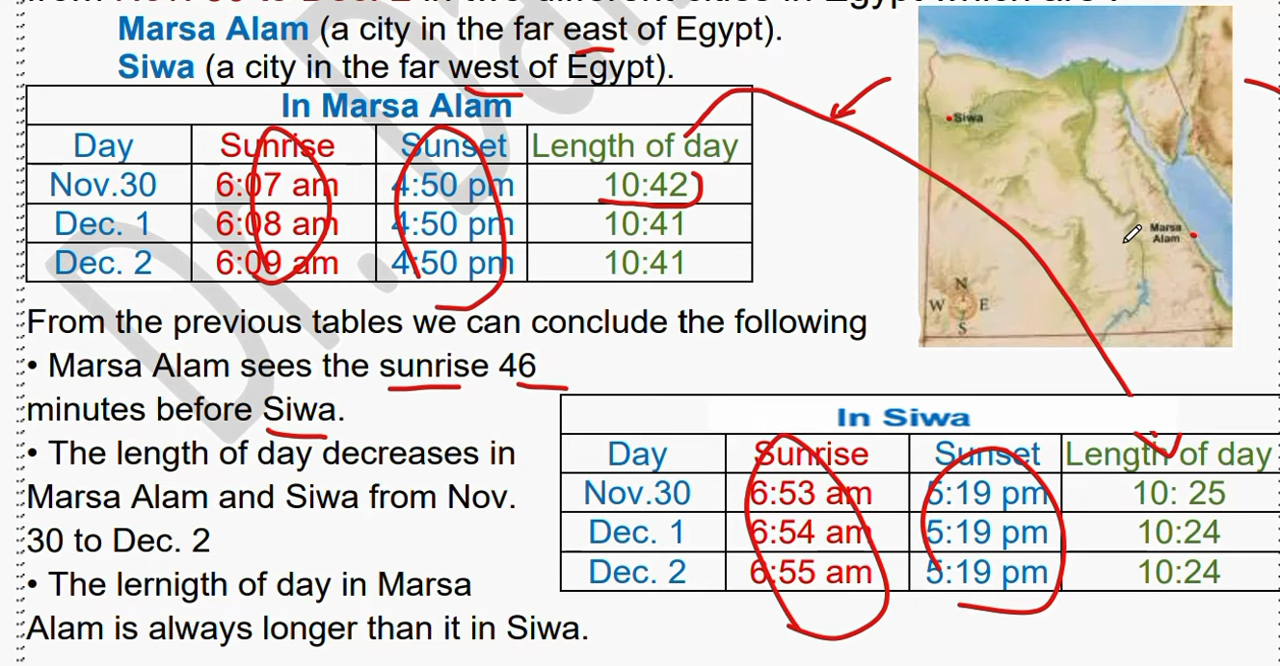 Marsa Alam (a city in the far east of Egypt).
Siwa (a city in the far west of Egypt).
In Marsa Alam
Day Sunrise Sunset Length of day
Nov.30 6:07 am 4:50 pm 10:42
Dec. 1 6:08 am 4:50 pm 10:41
Dec. 2 6:09 am 4:50 pm 10:41
Siwa
Marsa
Alam
N
W E
S
From the previous tables we can conclude the following
• Marsa Alam sees the sunrise 46
minutes before Siwa.
• The length of day decreases in
Marsa Alam and Siwa from Nov.
30 to Dec. 2
• The lernigth of day in Marsa
Alam is always longer than it in Siwa.
In Siwa
Day Sunrise Sunset Length of day
Nov.30 6:53 am 5:19 pm 10: 25
Dec. 1 6:54 am 5:19 pm 10:24
Dec. 2 6:55 am 5:19 pm 10:24